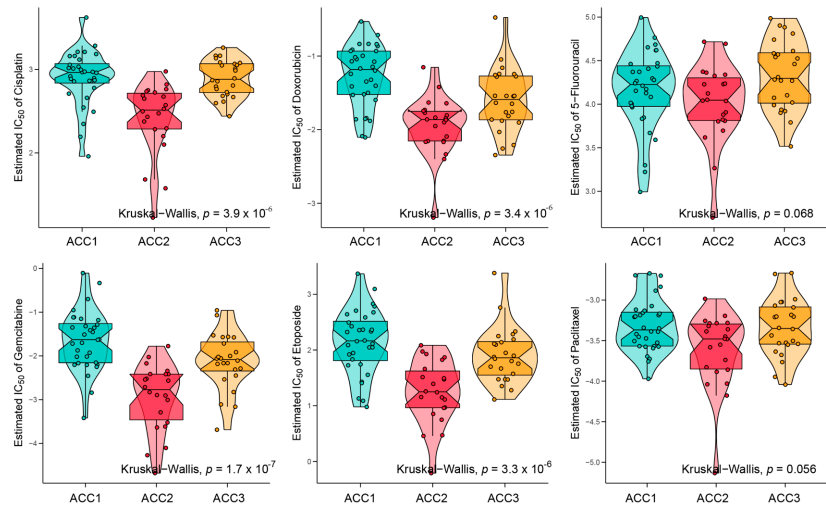 Estimated IC50 of Cisplatin
3
2
Kruskal−Wallis, p = 3.9 x 10-6
ACC1 ACC2 ACC3
Estimated IC50 of Doxorubicin
−1
−2
−3
Kruskal−Wallis, p = 3.4 x 10-6
ACC1 ACC2 ACC3
Estimated IC50 of 5−Fluorouracil
5.0
4.5
4.0
3.5
3.0
Kruskal−Wallis, p = 0.068
ACC1 ACC2 ACC3
Estimated IC50 of Gemcitabine
0
−1
−2
−3
−4
Kruskal−Wallis, p = 1.7 x 10-7
ACC1 ACC2 ACC3
Estimated IC50 of Etoposide
3
2
1
0
Kruskal−Wallis, p = 3.3 x 10-6
ACC1 ACC2 ACC3
Estimated IC50 of Paclitaxel
−3.0
−3.5
−4.0
−4.5
−5.0
Kruskal−Wallis, p = 0.056
ACC1 ACC2 ACC3